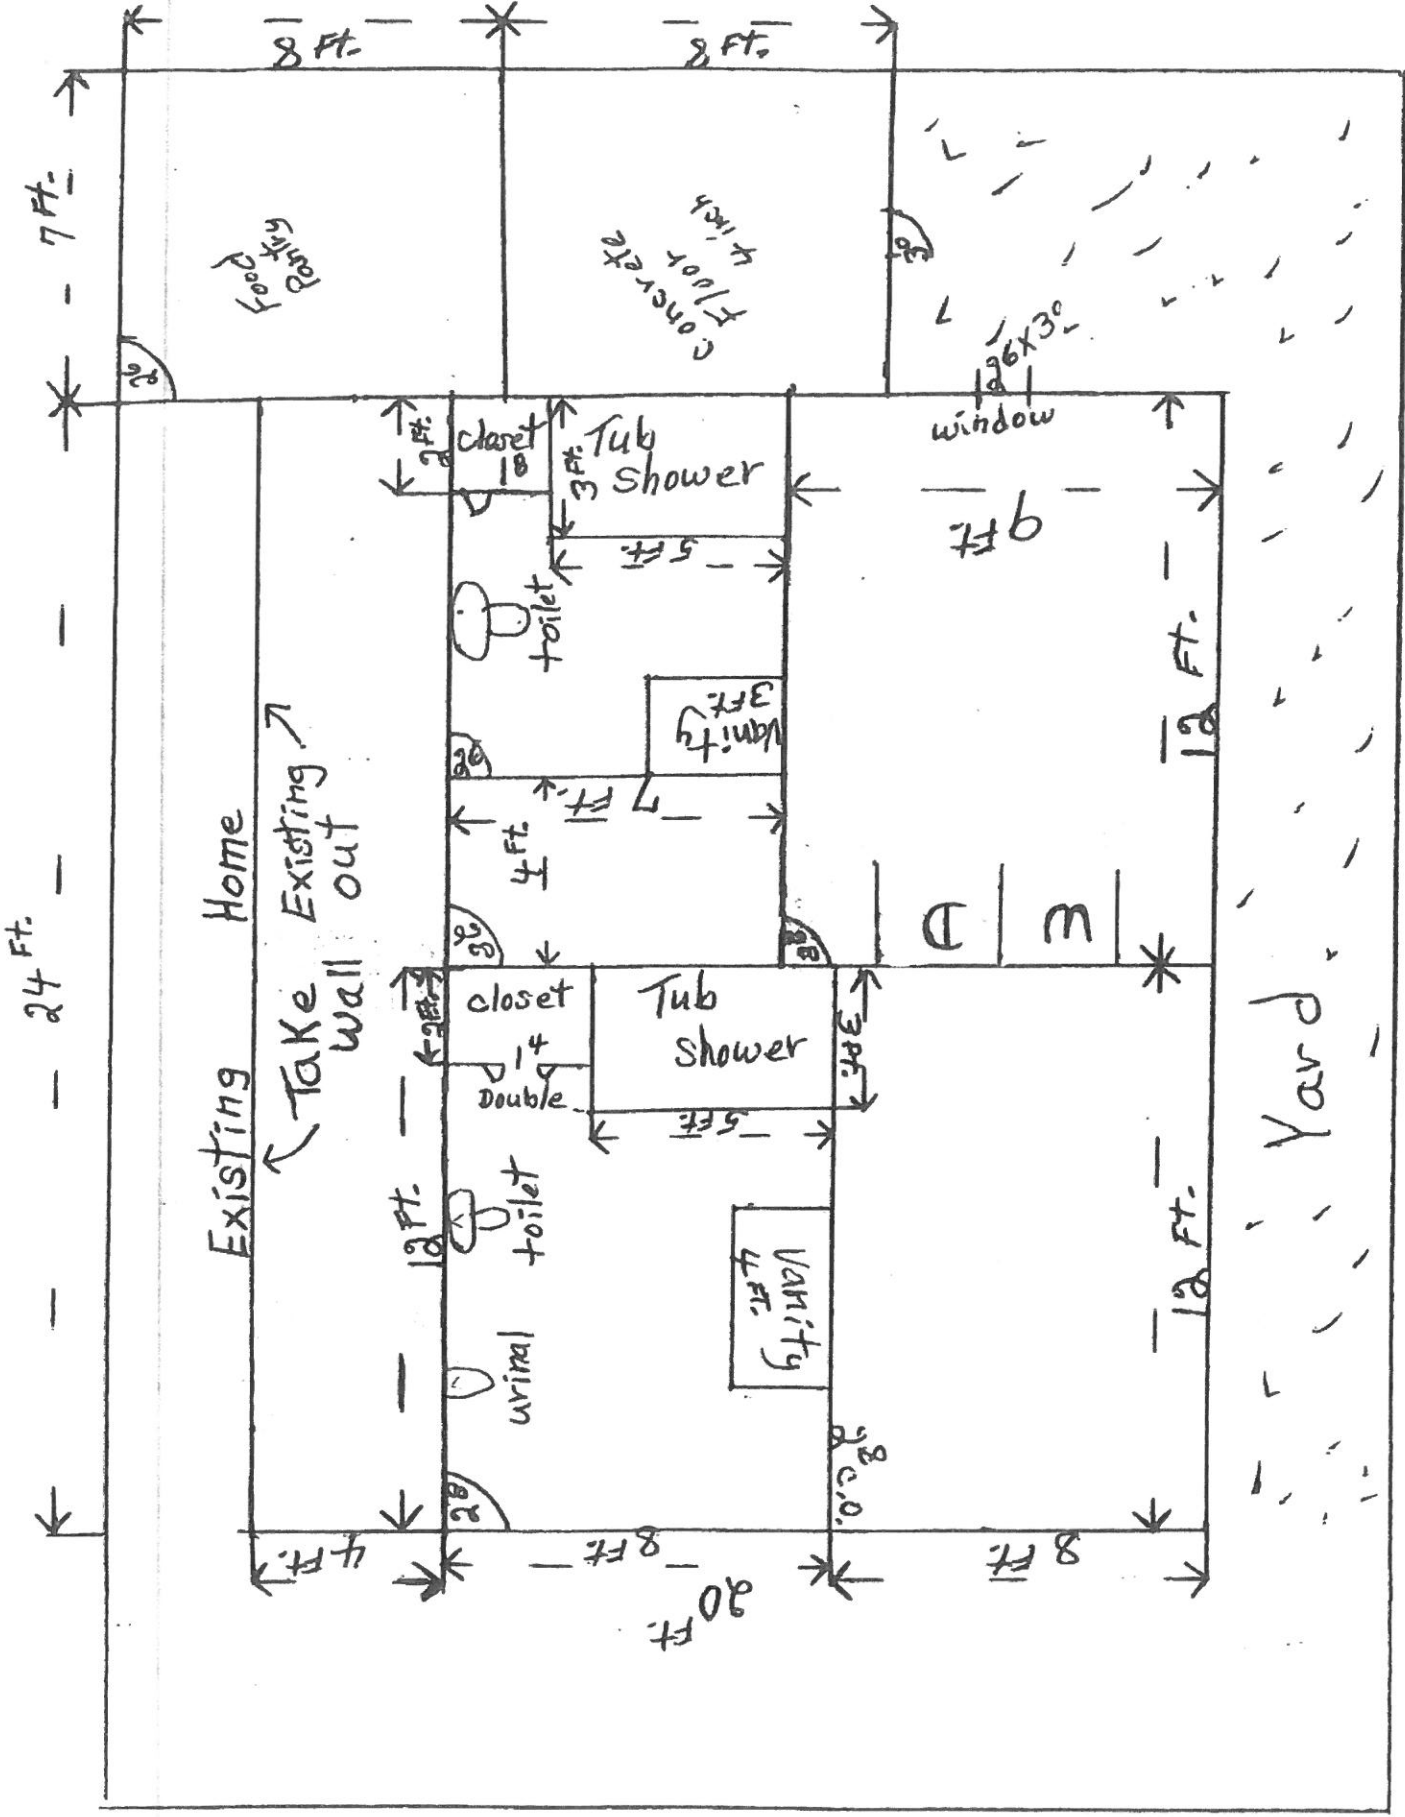 8 Ft.
8 Ft.
7 Ft.
Food
Pantry
2⁶
concrete
Floor
4 inch
3⁰
2⁶X3⁰
window
2 Ft.
closet
1⁸
3 Ft.
Tub
Shower
5 Ft.
9 Ft.
toilet
12 Ft.
Vanity
3 Ft.
2⁶
7 Ft.
4 Ft.
24 Ft.
Existing Home
Take Existing
Wall out
2⁸
2⁸
D
W
2 Ft.
closet
1⁴
Double
Tub
Shower
3 Ft.
5 Ft.
12 Ft.
toilet
Vanity
4 Ft.
urinal
2⁸
2⁸
C.O.
12 Ft.
Yard
4 Ft.
8 Ft.
8 Ft.
20 Ft.